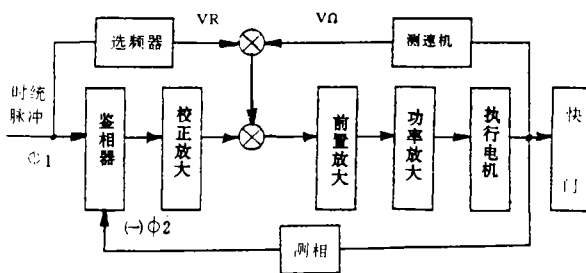 VR
VΩ
选频器
测速机
时统
脉冲
Φ1
鉴相器
校正放大
前置放大
功率放大
执行电机
快门
(一)Φ2
测相